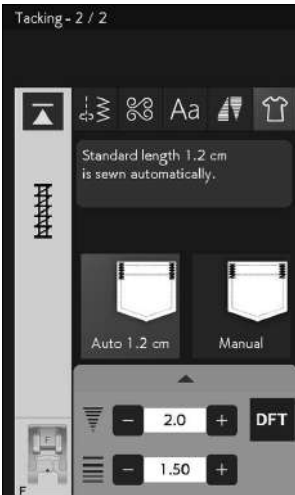 Tacking - 2 / 2
Aa
Standard length 1.2 cm
is sewn automatically.
Auto 1.2 cm
Manual
− 2.0 + DFT
− 1.50 +
F
F